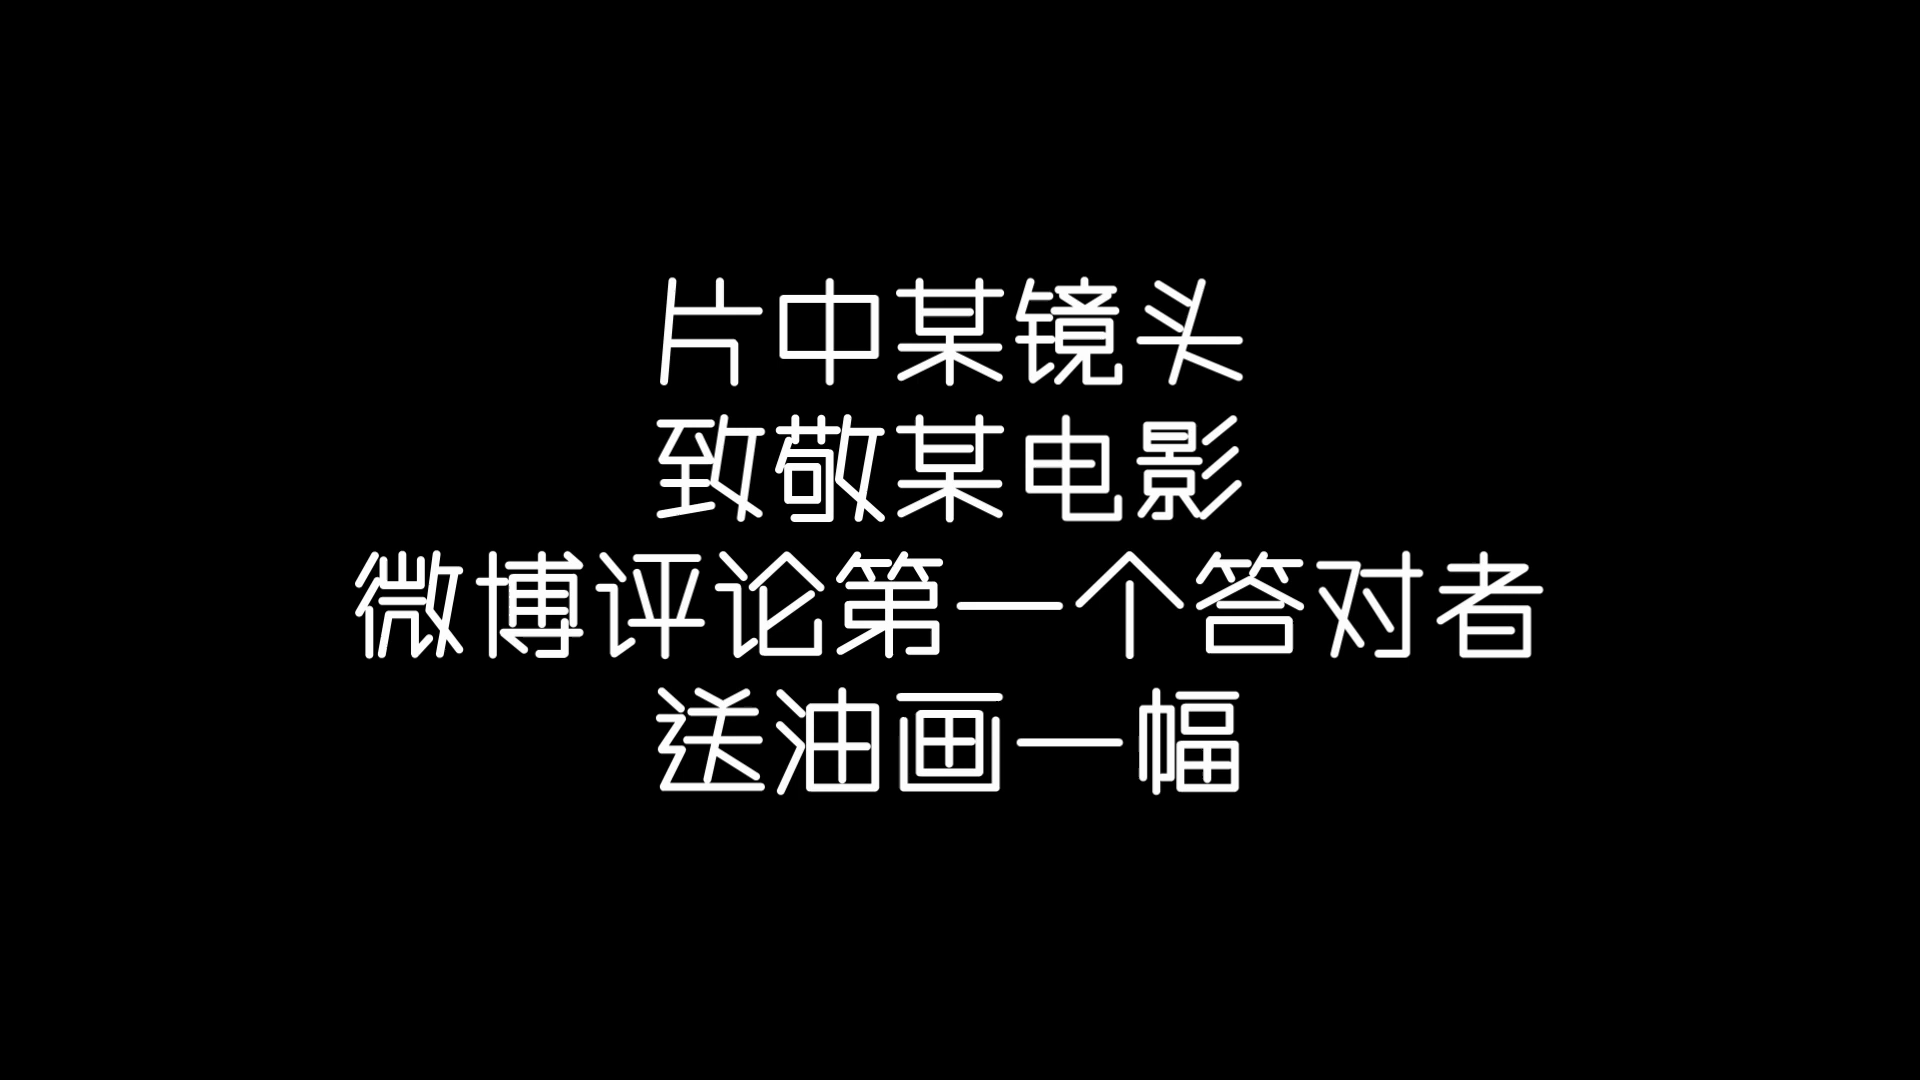 片中某镜头
致敬某电影
微博评论第一个答对者
送油画一幅